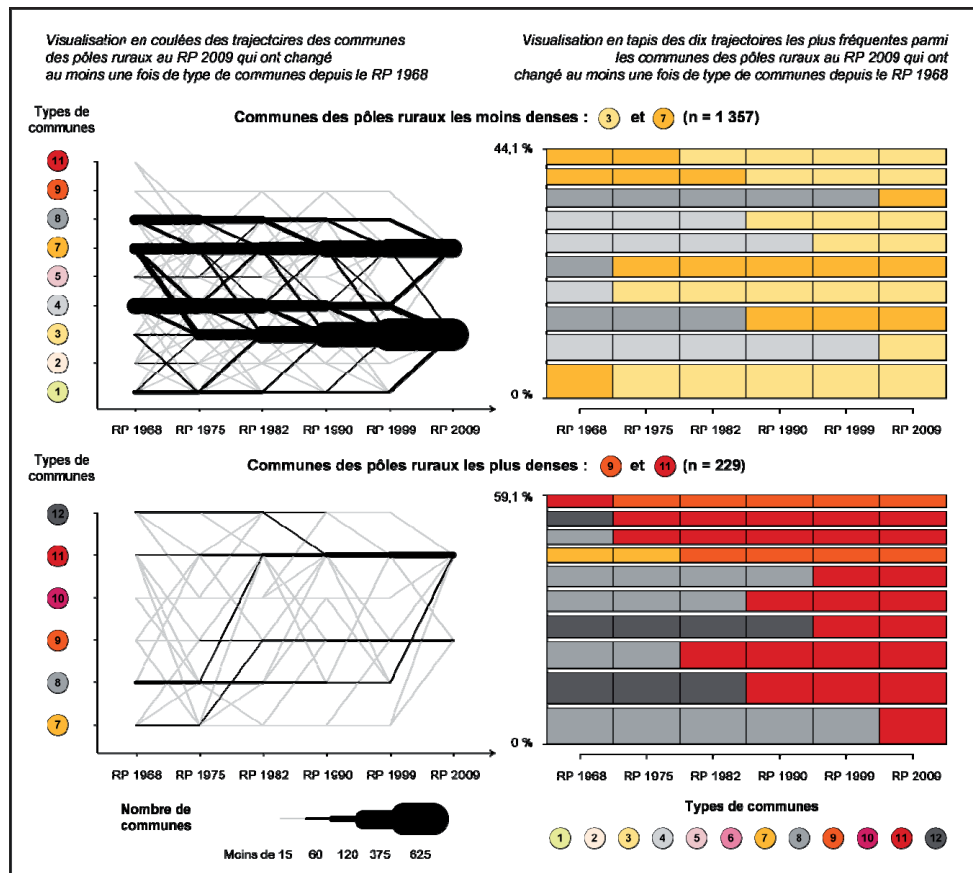 Visualisation en coulées des trajectoires des communes
des pôles ruraux au RP 2009 qui ont changé
au moins une fois de type de communes depuis le RP 1968
Visualisation en tapis des dix trajectoires les plus fréquentes parmi
les communes des pôles ruraux au RP 2009 qui ont
changé au moins une fois de type de communes depuis le RP 1968
Types de
communes
Communes des pôles ruraux les moins denses : 3 et 7 (n = 1 357)
11
9
8
7
5
4
3
2
1
RP 1968 RP 1975 RP 1982 RP 1990 RP 1999 RP 2009
44,1 %
0 %
RP 1968 RP 1975 RP 1982 RP 1990 RP 1999 RP 2009
Types de
communes
Communes des pôles ruraux les plus denses : 9 et 11 (n = 229)
12
11
10
9
8
7
RP 1968 RP 1975 RP 1982 RP 1990 RP 1999 RP 2009
59,1 %
0 %
RP 1968 RP 1975 RP 1982 RP 1990 RP 1999 RP 2009
Nombre de
communes
Moins de 15 60 120 375 625
Types de communes
1 2 3 4 5 6 7 8 9 10 11 12